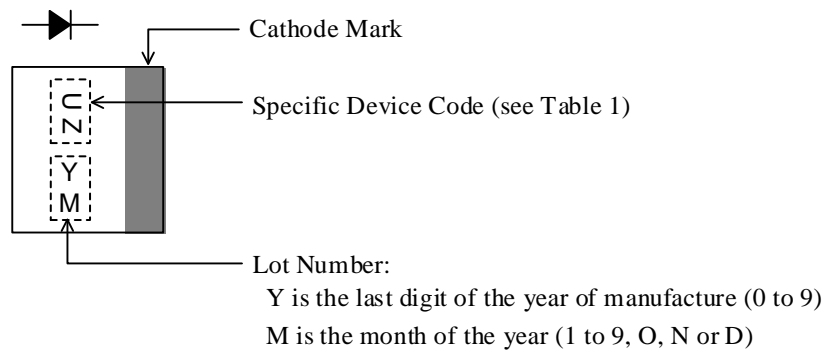 Cathode Mark
UN
Specific Device Code (see Table 1)
Y
M
Lot Number:
Y is the last digit of the year of manufacture (0 to 9)
M is the month of the year (1 to 9, O, N or D)